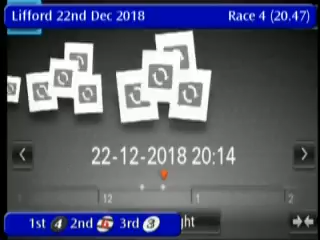 Lifford 22nd Dec 2018 Race 4 (20.47)
22-12-2018 20:14
12 1 2
1st 4 2nd 6 3rd 3 ght